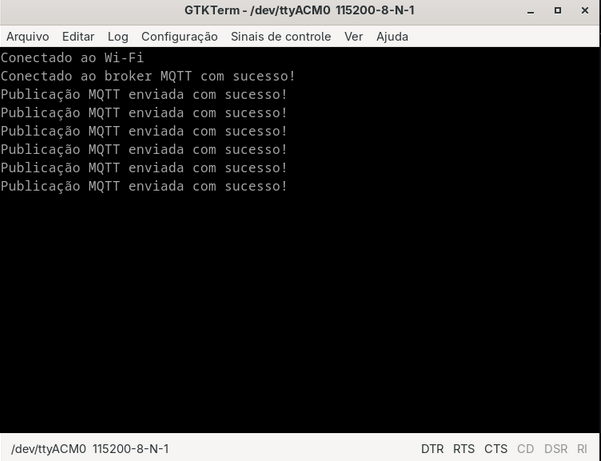 GTKTerm - /dev/ttyACM0 115200-8-N-1
Arquivo Editar Log Configuração Sinais de controle Ver Ajuda
Conectado ao Wi-Fi
Conectado ao broker MQTT com sucesso!
Publicação MQTT enviada com sucesso!
Publicação MQTT enviada com sucesso!
Publicação MQTT enviada com sucesso!
Publicação MQTT enviada com sucesso!
Publicação MQTT enviada com sucesso!
Publicação MQTT enviada com sucesso!
/dev/ttyACM0 115200-8-N-1 DTR RTS CTS CD DSR RI